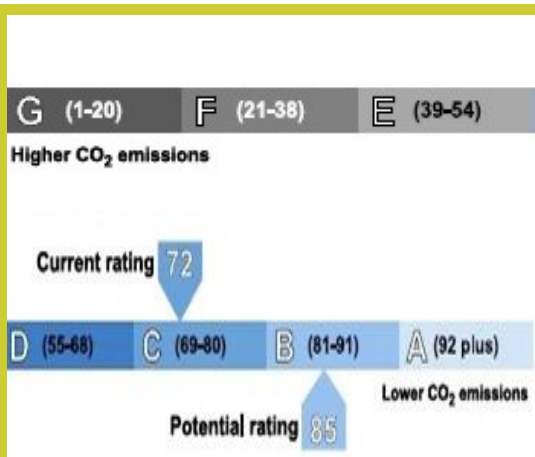 G (1–20) F (21–38) E (39–54)
Higher CO₂ emissions
Current rating 72
D (55–68) C (69–80) B (81–91) A (92 plus)
Lower CO₂ emissions
Potential rating 85